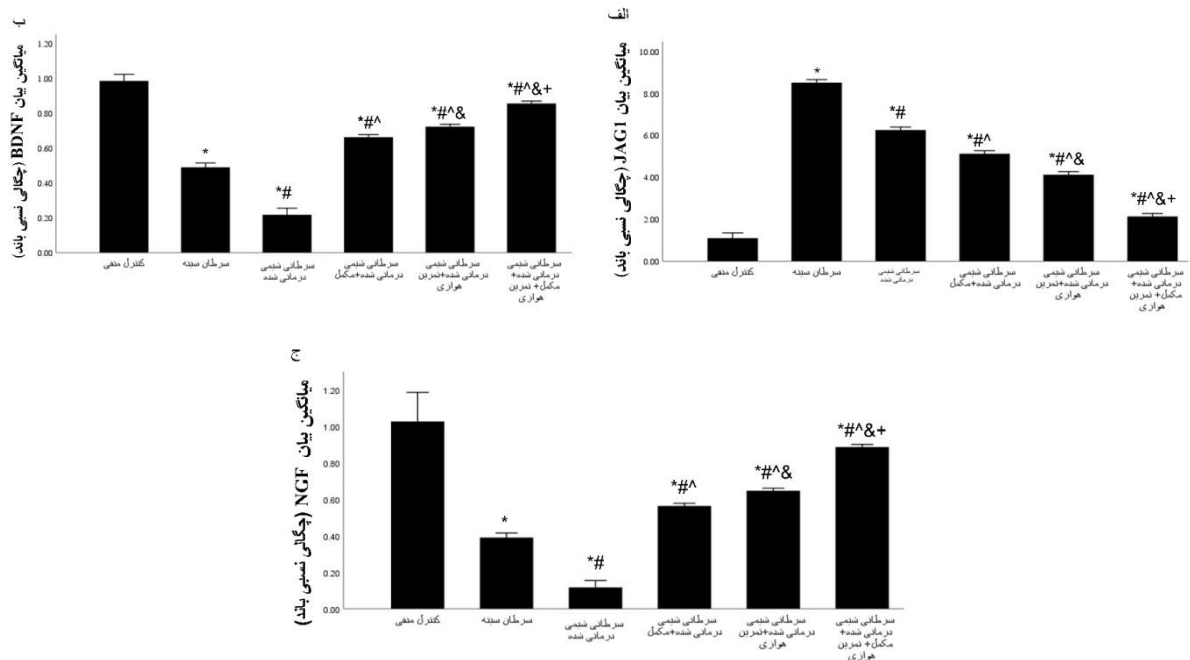 الف
میانگین بیان JAG1 (چگالی نسبی باند)
10.00
8.00
6.00
4.00
2.00
0.00
*
*#
*#^
*#^&
*#^&+
کنترل منفی
سرطان سینه
سرطانی شیمی
درمانی شده
سرطانی شیمی
درمانی شده+مکمل
سرطانی شیمی
درمانی شده+تمرین
هوازی
سرطانی شیمی
درمانی شده+
مکمل+ تمرین
هوازی
میانگین بیان BDNF (چگالی نسبی باند)
1.20
1.00
0.80
0.60
0.40
0.20
0.00
*
*#
*#^
*#^&
*#^&+
کنترل منفی
سرطان سینه
سرطانی شیمی
درمانی شده
سرطانی شیمی
درمانی شده+مکمل
سرطانی شیمی
درمانی شده+تمرین
هوازی
سرطانی شیمی
درمانی شده+
مکمل+ تمرین
هوازی
ج
میانگین بیان NGF (چگالی نسبی باند)
1.20
1.00
0.80
0.60
0.40
0.20
0.00
*
*#
*#^
*#^&
*#^&+
کنترل منفی
سرطان سینه
سرطانی شیمی
درمانی شده
سرطانی شیمی
درمانی شده+مکمل
سرطانی شیمی
درمانی شده+تمرین
هوازی
سرطانی شیمی
درمانی شده+
مکمل+ تمرین
هوازی